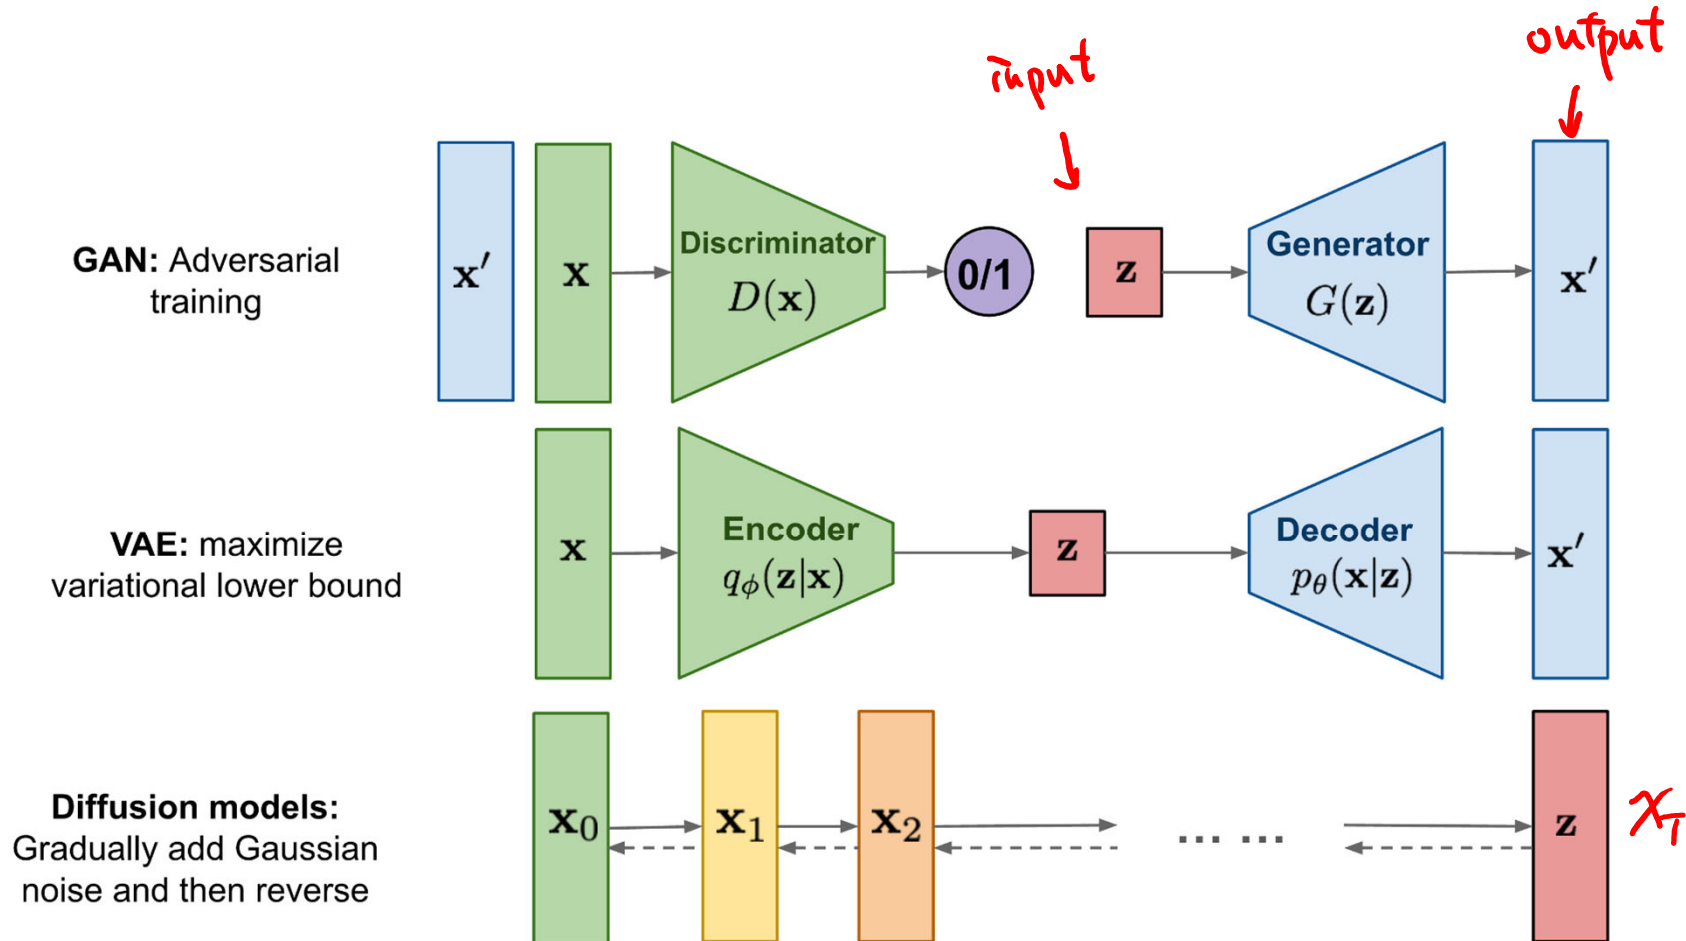 input
output
GAN: Adversarial
training
x′
x
Discriminator
D(x)
0/1
z
Generator
G(z)
x′
VAE: maximize
variational lower bound
x
Encoder
qϕ(z|x)
z
Decoder
pθ(x|z)
x′
Diffusion models:
Gradually add Gaussian
noise and then reverse
x₀
x₁
x₂
... ...
z
x_T